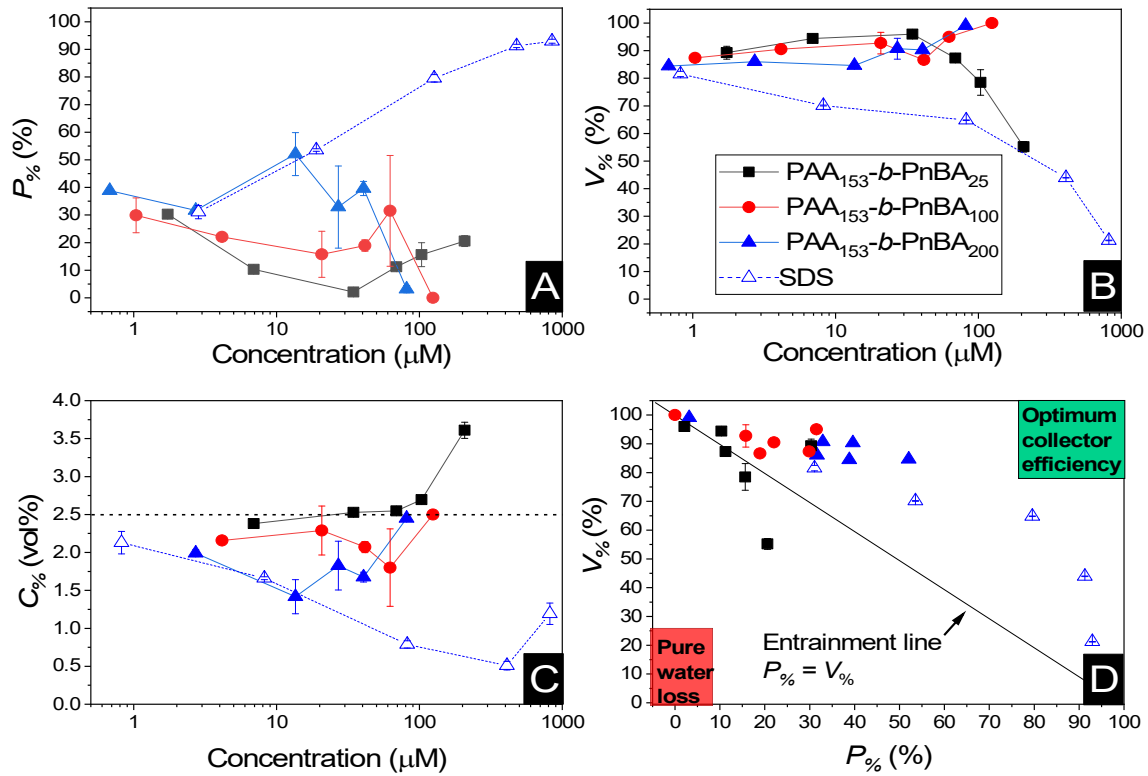 100
90
80
70
60
50
40
30
20
10
0
P% (%)
1
10
100
1000
Concentration (μM)
A
100
90
80
70
60
50
40
30
20
10
0
V% (%)
PAA153-b-PnBA25
PAA153-b-PnBA100
PAA153-b-PnBA200
SDS
1
10
100
1000
Concentration (μM)
B
4.0
3.5
3.0
2.5
2.0
1.5
1.0
0.5
0.0
C% (vol%)
1
10
100
1000
Concentration (μM)
C
100
90
80
70
60
50
40
30
20
10
0
V% (%)
Optimum
collector
efficiency
Entrainment line
P% = V%
Pure
water
loss
0 10 20 30 40 50 60 70 80 90 100
P% (%)
D